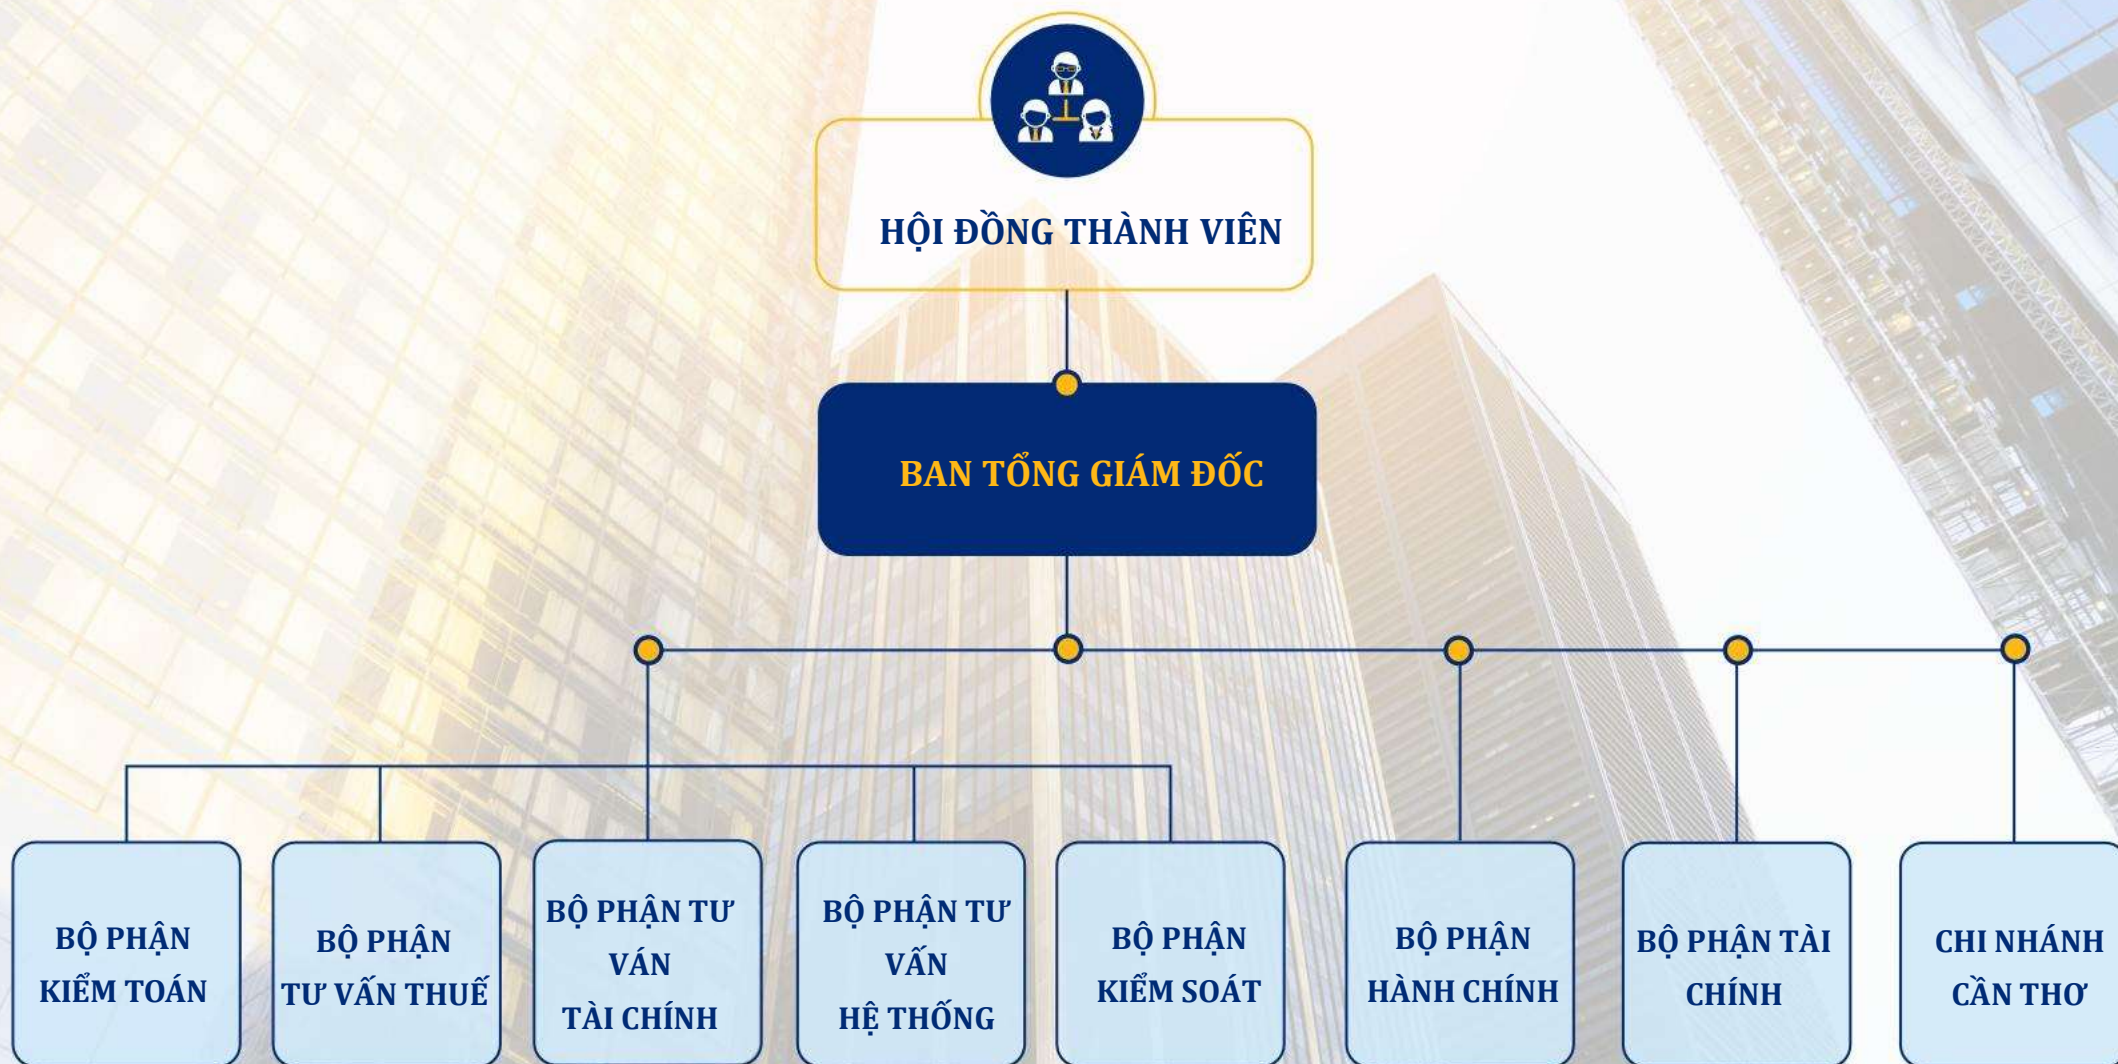 HỘI ĐỒNG THÀNH VIÊN
BAN TỔNG GIÁM ĐỐC
BỘ PHẬN
KIỂM TOÁN
BỘ PHẬN
TƯ VẤN THUẾ
BỘ PHẬN TƯ
VÁN
TÀI CHÍNH
BỘ PHẬN TƯ
VẤN
HỆ THỐNG
BỘ PHẬN
KIỂM SOÁT
BỘ PHẬN
HÀNH CHÍNH
BỘ PHẬN TÀI
CHÍNH
CHI NHÁNH
CẦN THƠ